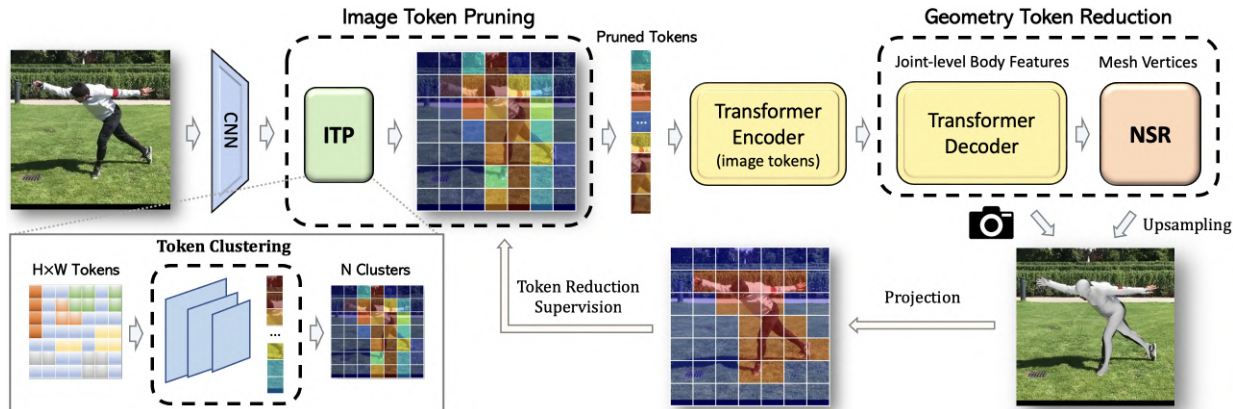 Image Token Pruning
Geometry Token Reduction
Pruned Tokens
Joint-level Body Features
Mesh Vertices
CNN
ITP
...
Transformer
Encoder
(image tokens)
Transformer
Decoder
NSR
Upsampling
Token Clustering
H×W Tokens
N Clusters
...
Token Reduction
Supervision
Projection